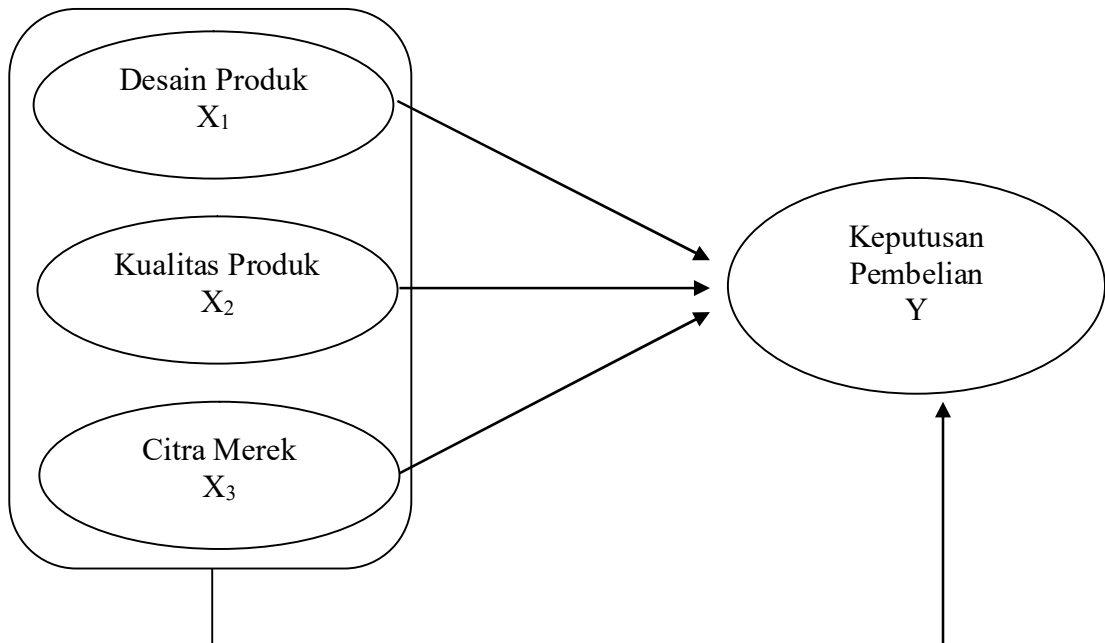 Desain Produk
X₁
Kualitas Produk
X₂
Citra Merek
X₃
Keputusan
Pembelian
Y